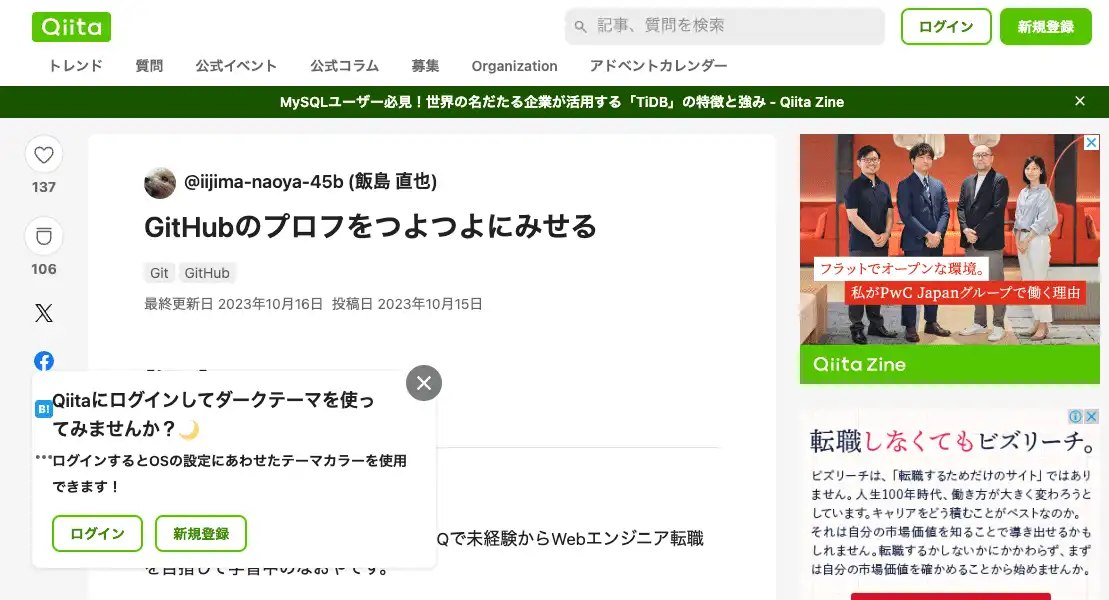 Qiita
記事、質問を検索
ログイン
新規登録
トレンド
質問
公式イベント
公式コラム
募集
Organization
アドベントカレンダー
MySQLユーザー必見！世界の名だたる企業が活用する「TiDB」の特徴と強み - Qiita Zine
137
106
@iijima-naoya-45b (飯島 直也)
GitHubのプロフをつよつよにみせる
Git
GitHub
最終更新日 2023年10月16日 投稿日 2023年10月15日
B!
Qiitaにログインしてダークテーマを使っ
てみませんか？🌙
ログインするとOSの設定にあわせたテーマカラーを使用
できます！
ログイン
新規登録
Qで未経験からWebエンジニア転職
を目指して学習中のなおやです。
フラットでオープンな環境。
私がPwC Japanグループで働く理由
Qiita Zine
転職しなくてもビズリーチ。
ビズリーチは、「転職するためだけのサイト」ではあり
ません。人生100年時代、働き方が大きく変わろうと
しています。キャリアをどう積むことがベストなのか。
それは自分の市場価値を知ることで導き出せるかも
しれません。転職するかしないかにかかわらず、まず
は自分の市場価値を確かめることから始めませんか。